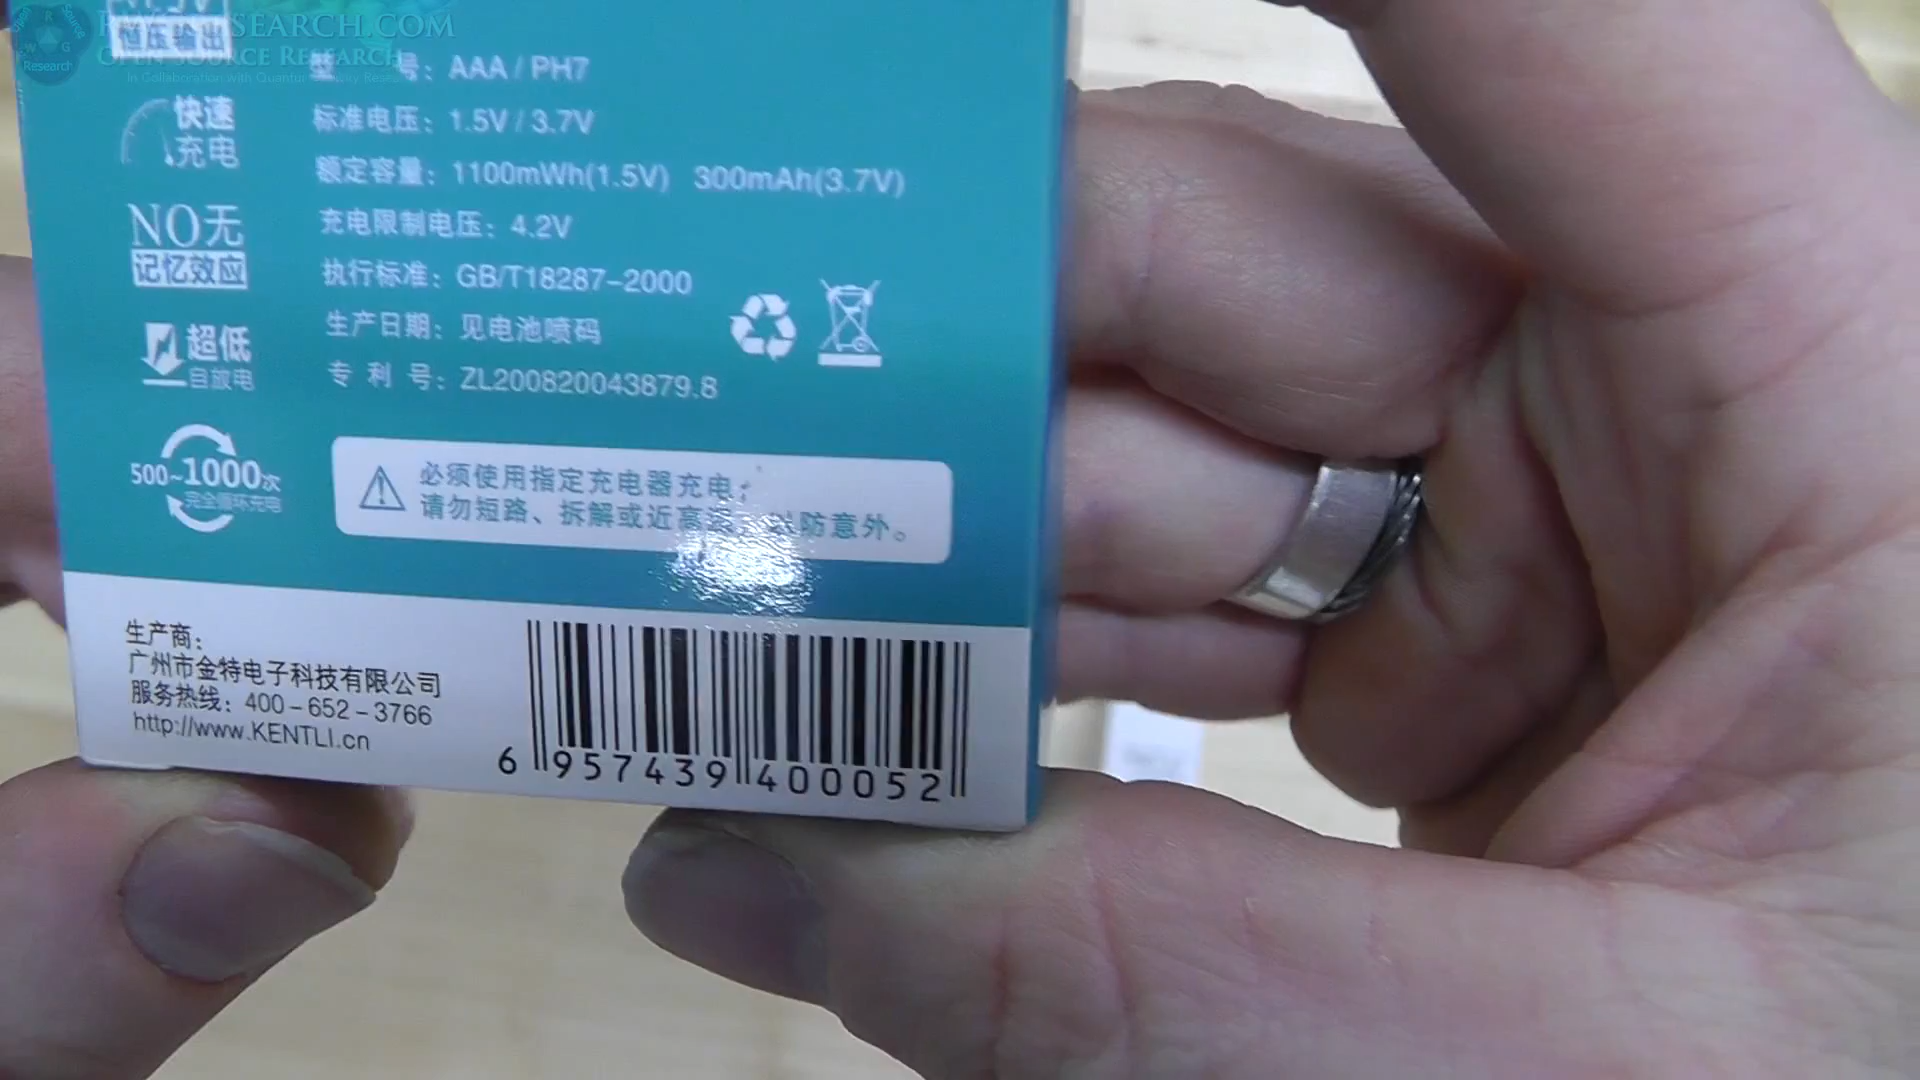 RWGRESEARCH.COM
Open Source Research
In Collaboration with Quantum
Research
恒压输出
型 号：AAA / PH7
快速
充电
标准电压：1.5V / 3.7V
额定容量：1100mWh(1.5V) 300mAh(3.7V)
NO无
记忆效应
充电限制电压：4.2V
执行标准：GB/T18287-2000
超低
自放电
生产日期：见电池喷码
专 利 号：ZL200820043879.8
500~1000次
完全循环充电
必须使用指定充电器充电；
请勿短路、拆解或近高温，以防意外。
生产商：
广州市金特电子科技有限公司
服务热线：400-652-3766
http://www.KENTLI.cn
6 957439 400052